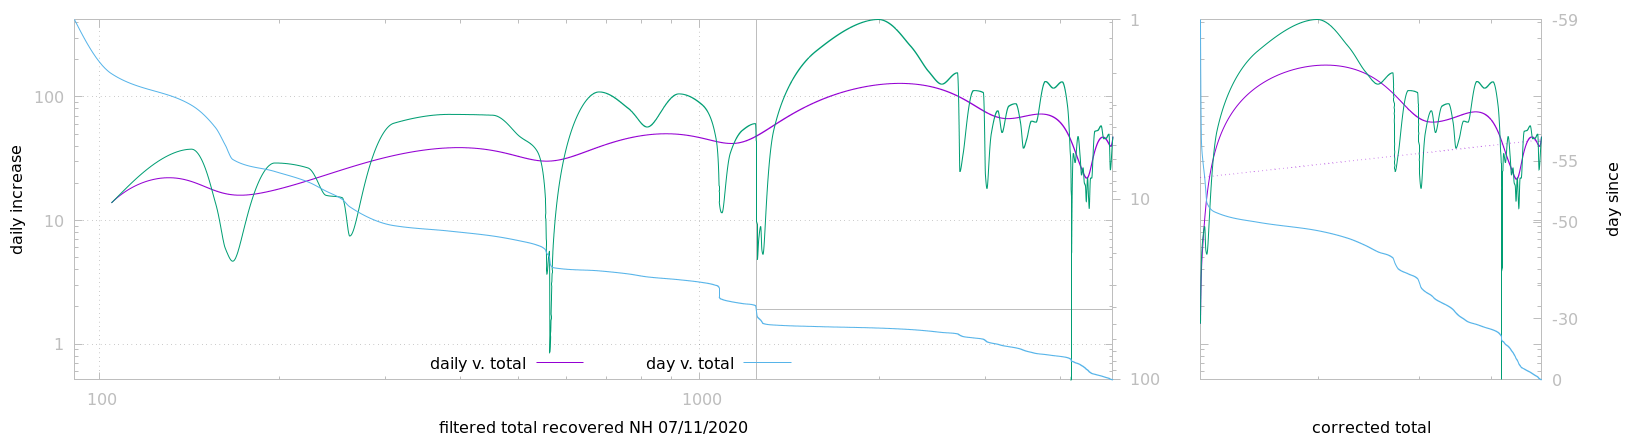 daily increase
100
10
1
100
1000
daily v. total
day v. total
1
10
100
filtered total recovered NH 07/11/2020
-59
-55
-50
-30
0
day since
corrected total